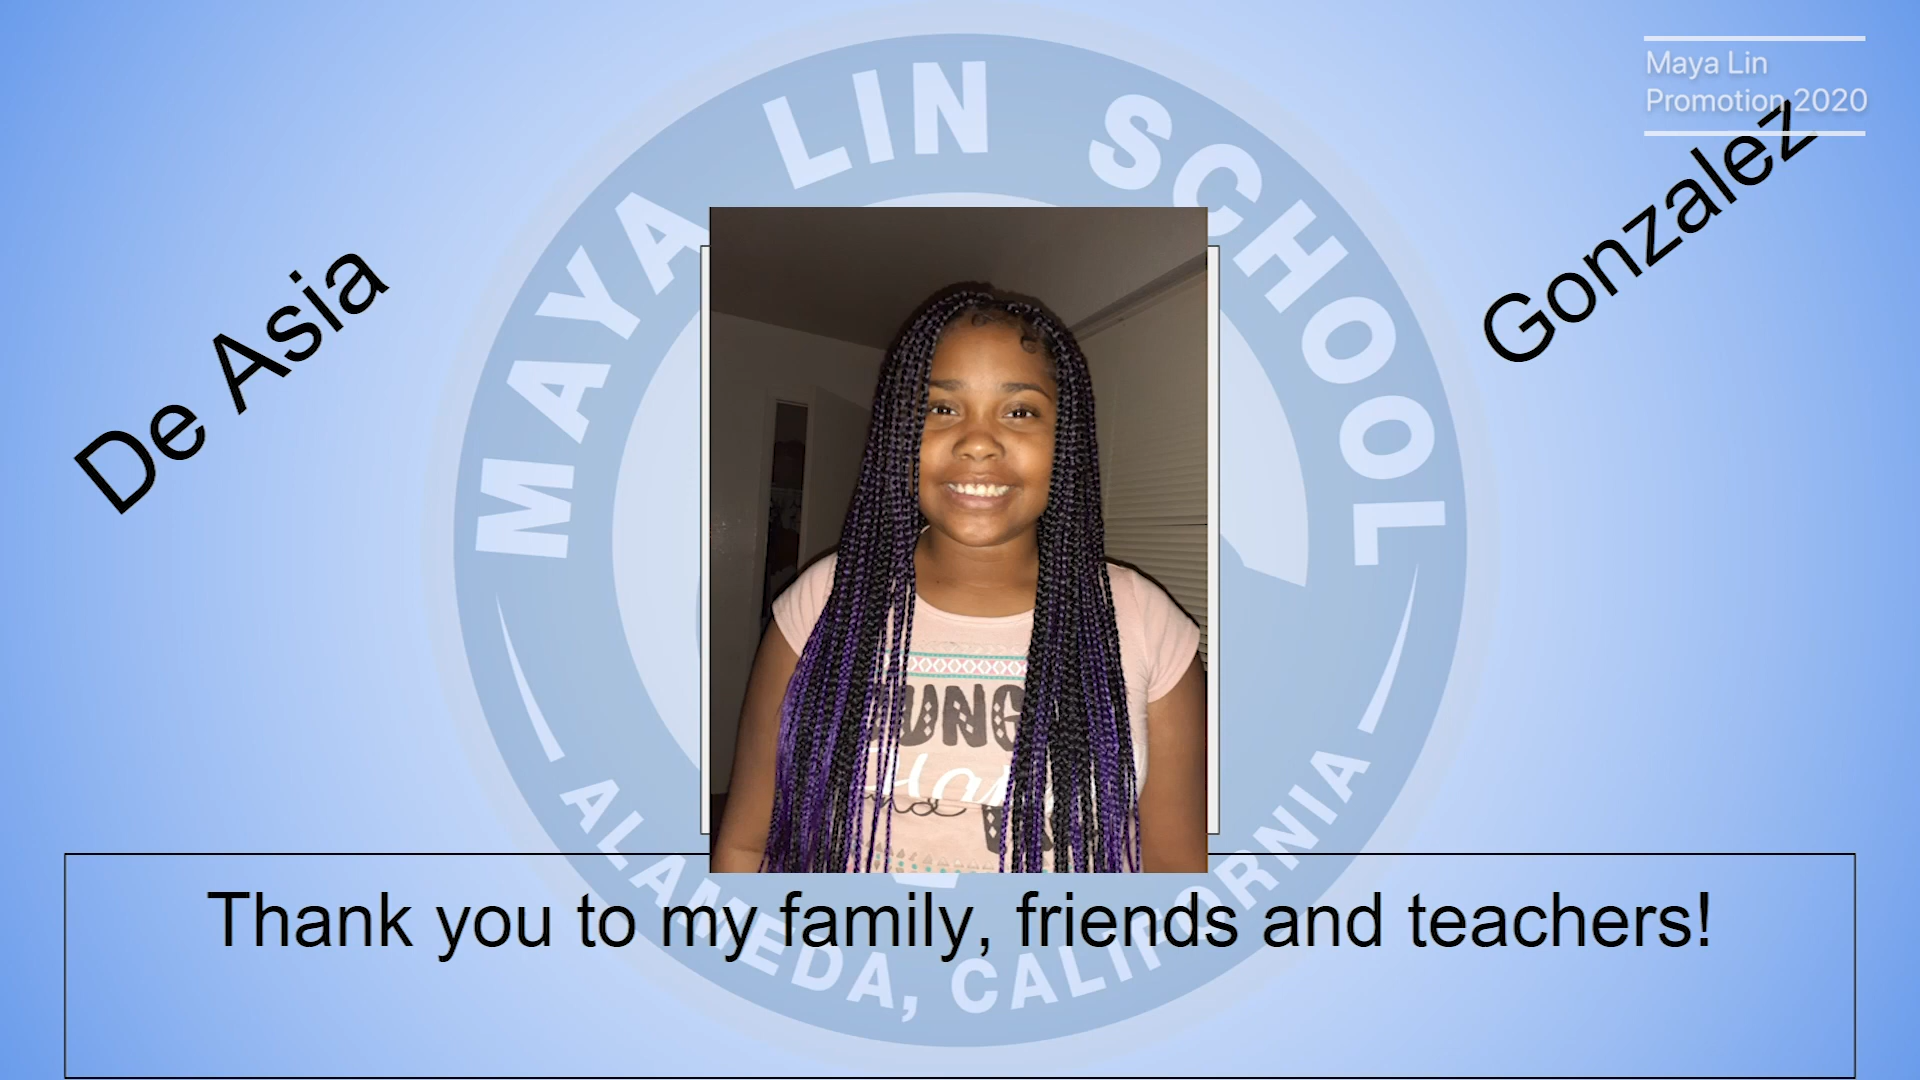 Maya Lin
Promotion 2020
MAYA LIN SCHOOL
De Asia
Gonzalez
and
ALAMEDA, CALIFORNIA
Thank you to my family, friends and teachers!